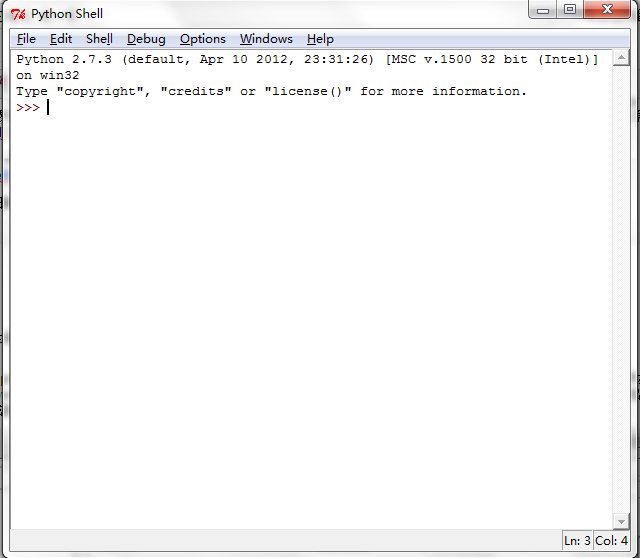 Python Shell
File Edit Shell Debug Options Windows Help
Python 2.7.3 (default, Apr 10 2012, 23:31:26) [MSC v.1500 32 bit (Intel)]
on win32
Type "copyright", "credits" or "license()" for more information.
>>>
Ln: 3 Col: 4